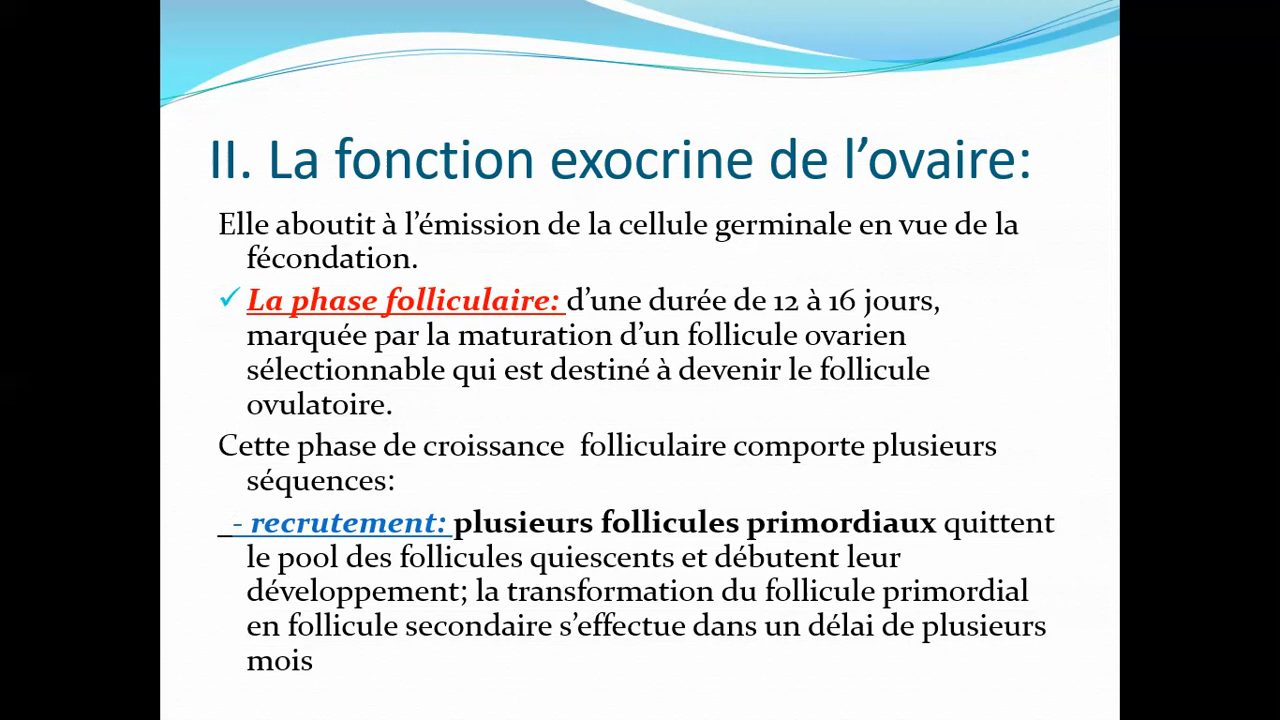 II. La fonction exocrine de l’ovaire:
Elle aboutit à l’émission de la cellule germinale en vue de la
fécondation.
✓ La phase folliculaire: d’une durée de 12 à 16 jours,
marquée par la maturation d’un follicule ovarien
sélectionnable qui est destiné à devenir le follicule
ovulatoire.
Cette phase de croissance folliculaire comporte plusieurs
séquences:
- recrutement: plusieurs follicules primordiaux quittent
le pool des follicules quiescents et débutent leur
développement; la transformation du follicule primordial
en follicule secondaire s’effectue dans un délai de plusieurs
mois